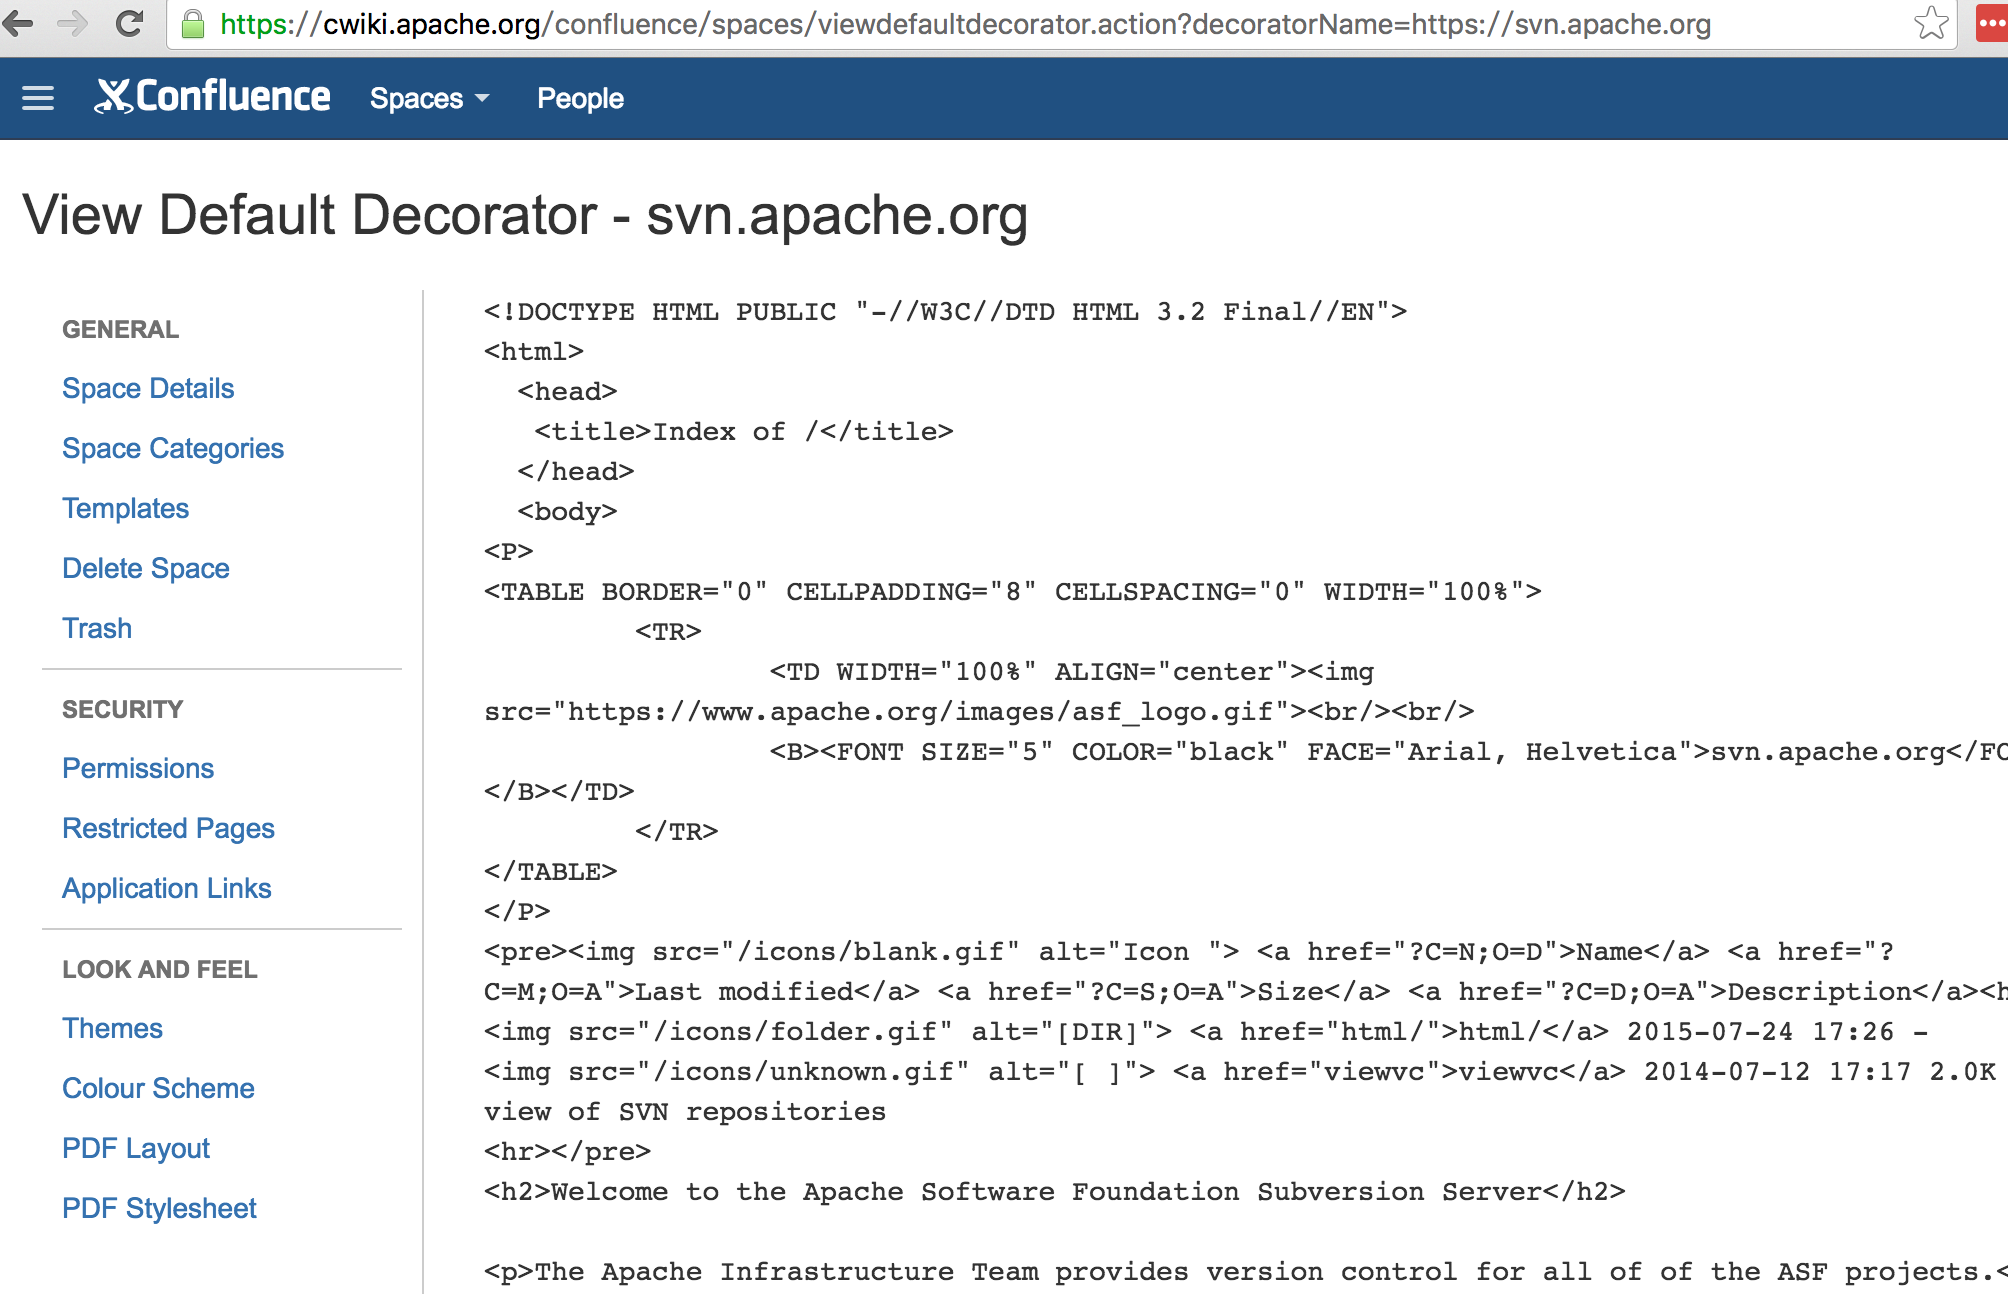 https://cwiki.apache.org/confluence/spaces/viewdefaultdecorator.action?decoratorName=https://svn.apache.org
Confluence Spaces People
View Default Decorator - svn.apache.org
GENERAL
Space Details
Space Categories
Templates
Delete Space
Trash
SECURITY
Permissions
Restricted Pages
Application Links
LOOK AND FEEL
Themes
Colour Scheme
PDF Layout
PDF Stylesheet
<!DOCTYPE HTML PUBLIC "-//W3C//DTD HTML 3.2 Final//EN">
<html>
<head>
<title>Index of /</title>
</head>
<body>
<P>
<TABLE BORDER="0" CELLPADDING="8" CELLSPACING="0" WIDTH="100%">
<TR>
<TD WIDTH="100%" ALIGN="center"><img
src="https://www.apache.org/images/asf_logo.gif"><br/><br/>
<B><FONT SIZE="5" COLOR="black" FACE="Arial, Helvetica">svn.apache.org</FO
</B></TD>
</TR>
</TABLE>
</P>
<pre><img src="/icons/blank.gif" alt="Icon "> <a href="?C=N;O=D">Name</a> <a href="?
C=M;O=A">Last modified</a> <a href="?C=S;O=A">Size</a> <a href="?C=D;O=A">Description</a><h
<img src="/icons/folder.gif" alt="[DIR]"> <a href="html/">html/</a> 2015-07-24 17:26 -
<img src="/icons/unknown.gif" alt="[ ]"> <a href="viewvc">viewvc</a> 2014-07-12 17:17 2.0K
view of SVN repositories
<hr></pre>
<h2>Welcome to the Apache Software Foundation Subversion Server</h2>
<p>The Apache Infrastructure Team provides version control for all of of the ASF projects.<